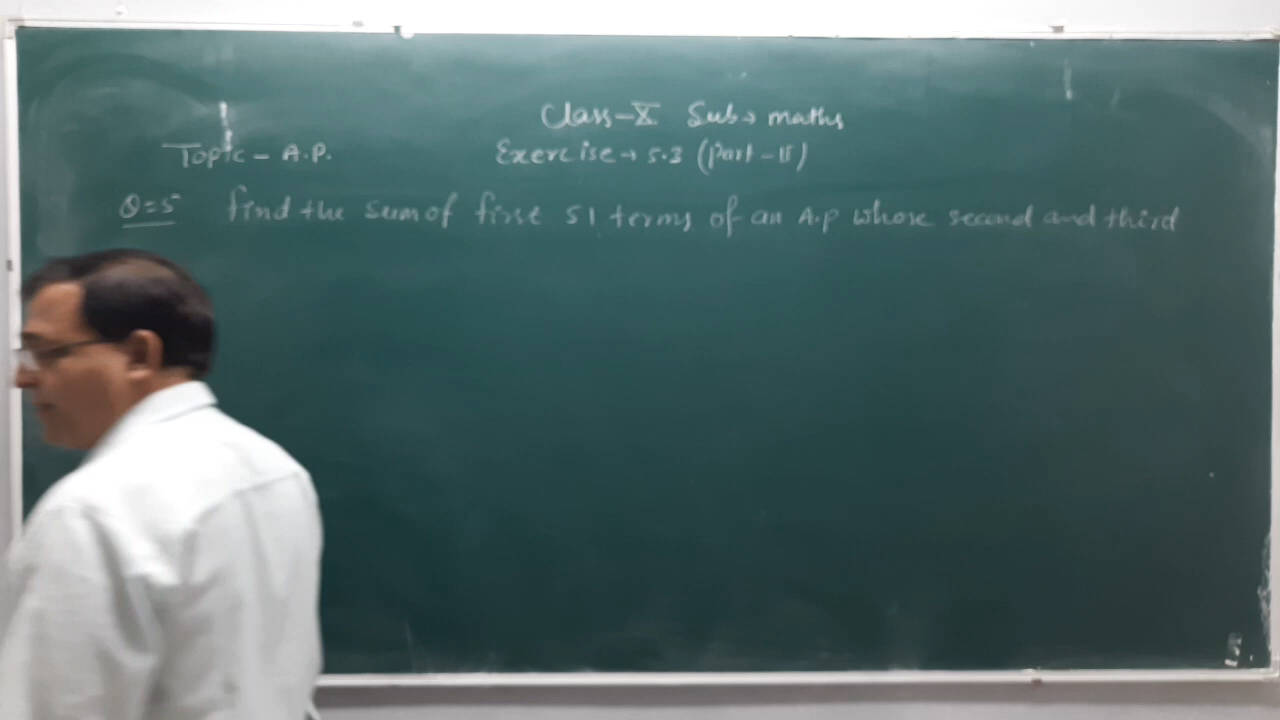 Class-X Sub→ maths
Topic - A.P. Exercise→ 5.3 (Part-II)
Q=5 find the sum of first 51 terms of an A.P whose second and third